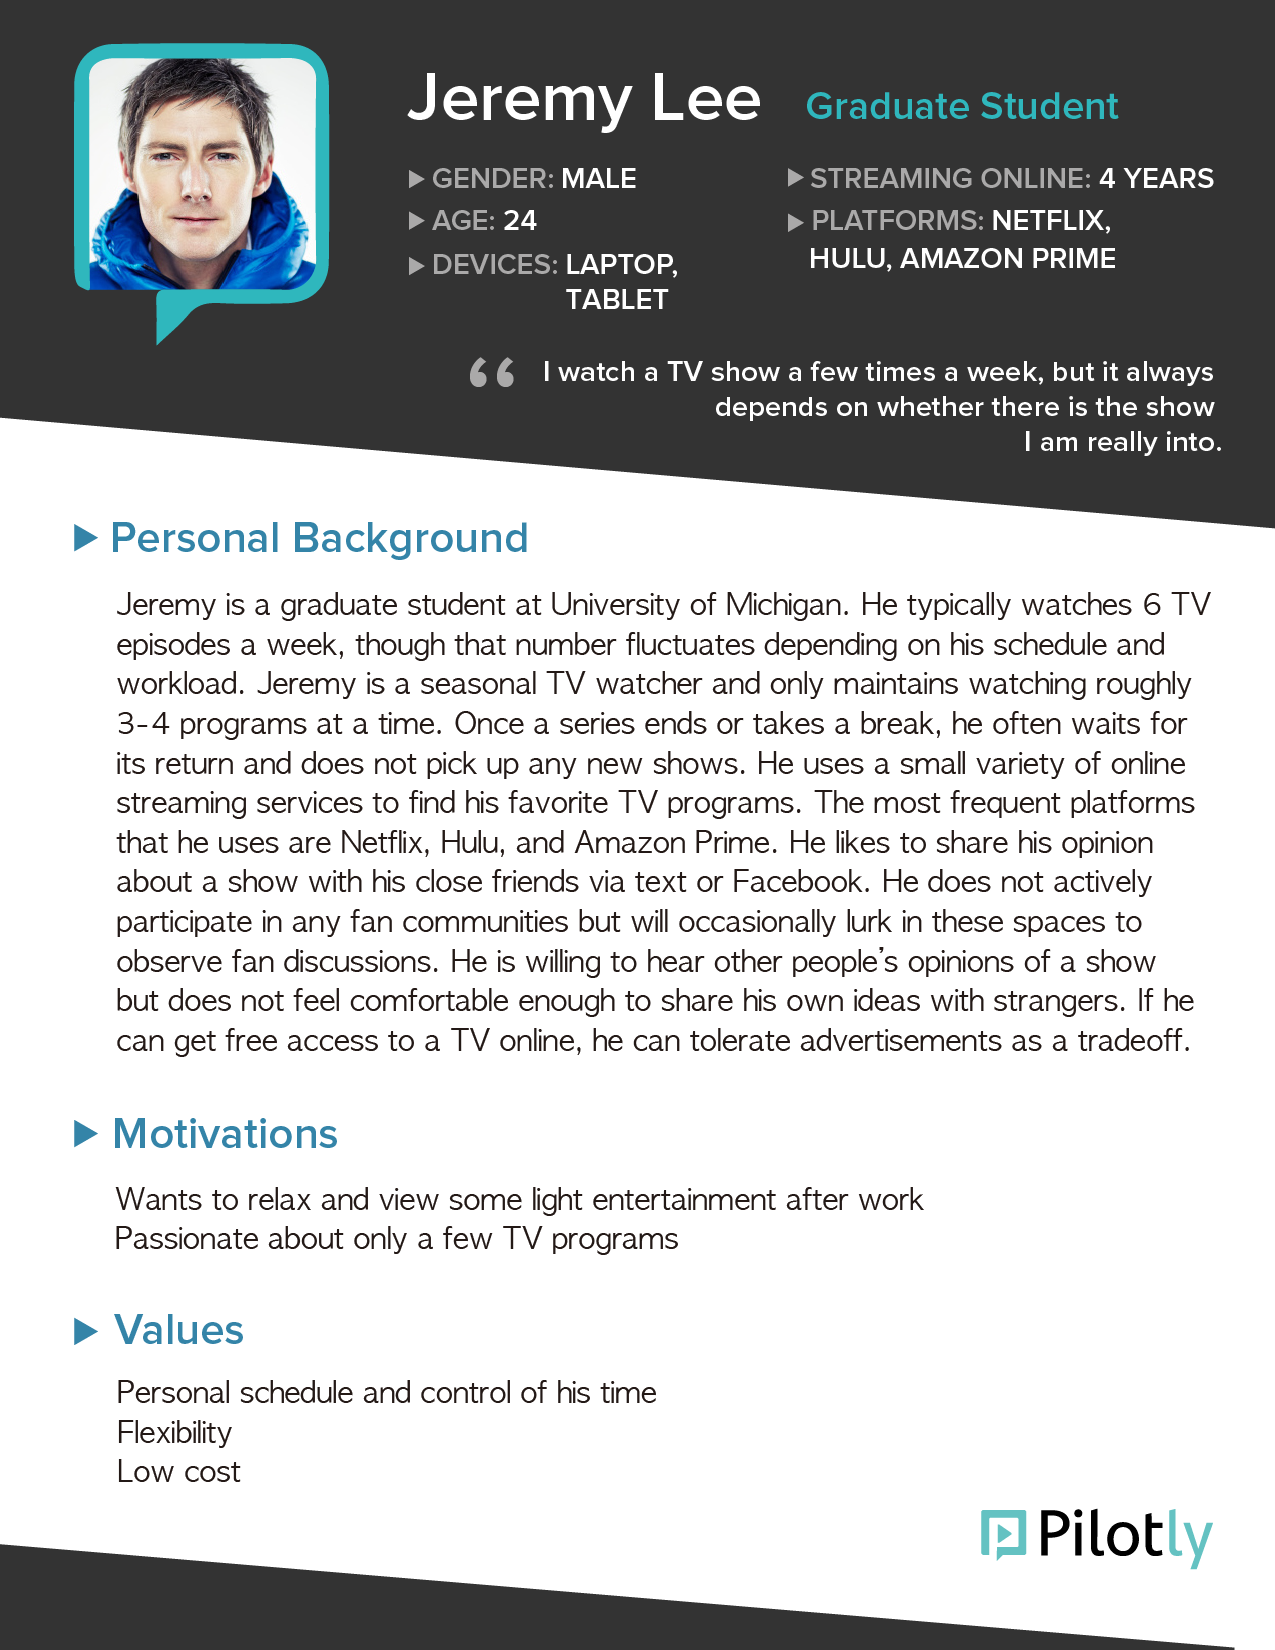 Jeremy Lee Graduate Student
GENDER: MALE
AGE: 24
DEVICES: LAPTOP,
TABLET
STREAMING ONLINE: 4 YEARS
PLATFORMS: NETFLIX,
HULU, AMAZON PRIME
“ I watch a TV show a few times a week, but it always
depends on whether there is the show
I am really into.
Personal Background
Jeremy is a graduate student at University of Michigan. He typically watches 6 TV
episodes a week, though that number fluctuates depending on his schedule and
workload. Jeremy is a seasonal TV watcher and only maintains watching roughly
3-4 programs at a time. Once a series ends or takes a break, he often waits for
its return and does not pick up any new shows. He uses a small variety of online
streaming services to find his favorite TV programs. The most frequent platforms
that he uses are Netflix, Hulu, and Amazon Prime. He likes to share his opinion
about a show with his close friends via text or Facebook. He does not actively
participate in any fan communities but will occasionally lurk in these spaces to
observe fan discussions. He is willing to hear other people’s opinions of a show
but does not feel comfortable enough to share his own ideas with strangers. If he
can get free access to a TV online, he can tolerate advertisements as a tradeoff.
Motivations
Wants to relax and view some light entertainment after work
Passionate about only a few TV programs
Values
Personal schedule and control of his time
Flexibility
Low cost
Pilotly